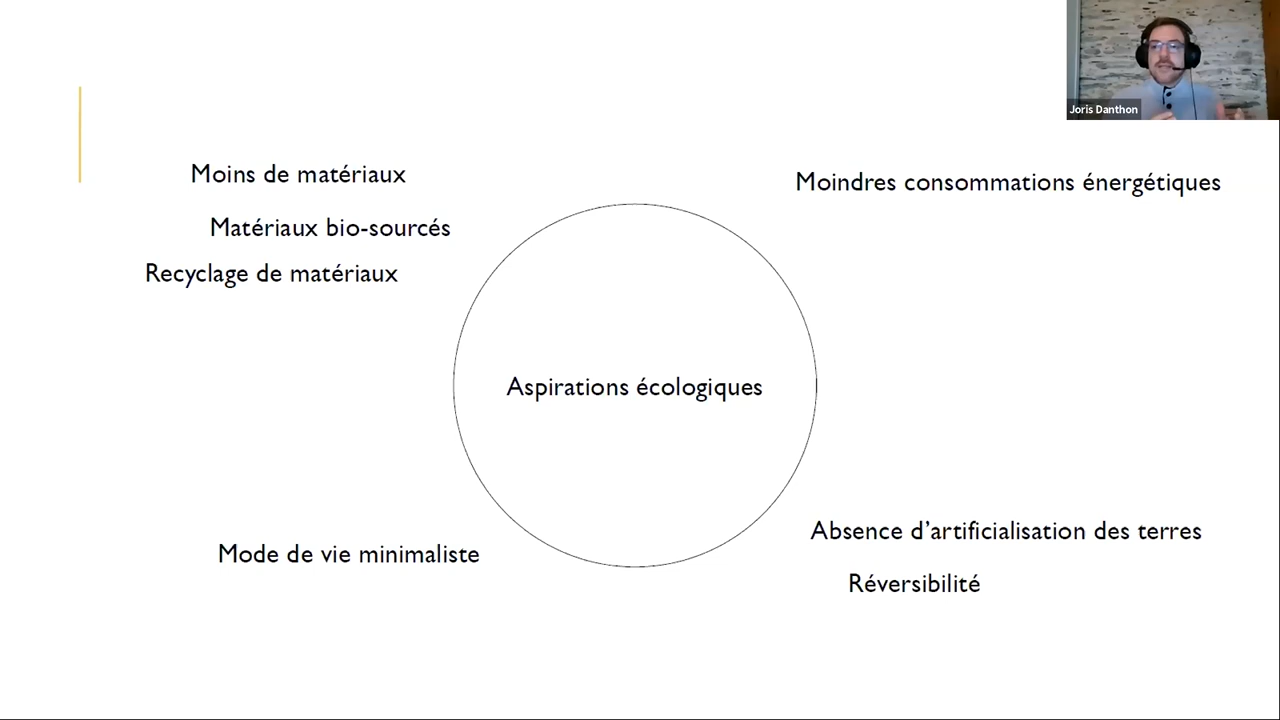 Joris Danthon
Moins de matériaux
Moindres consommations énergétiques
Matériaux bio-sourcés
Recyclage de matériaux
Aspirations écologiques
Absence d’artificialisation des terres
Mode de vie minimaliste
Réversibilité